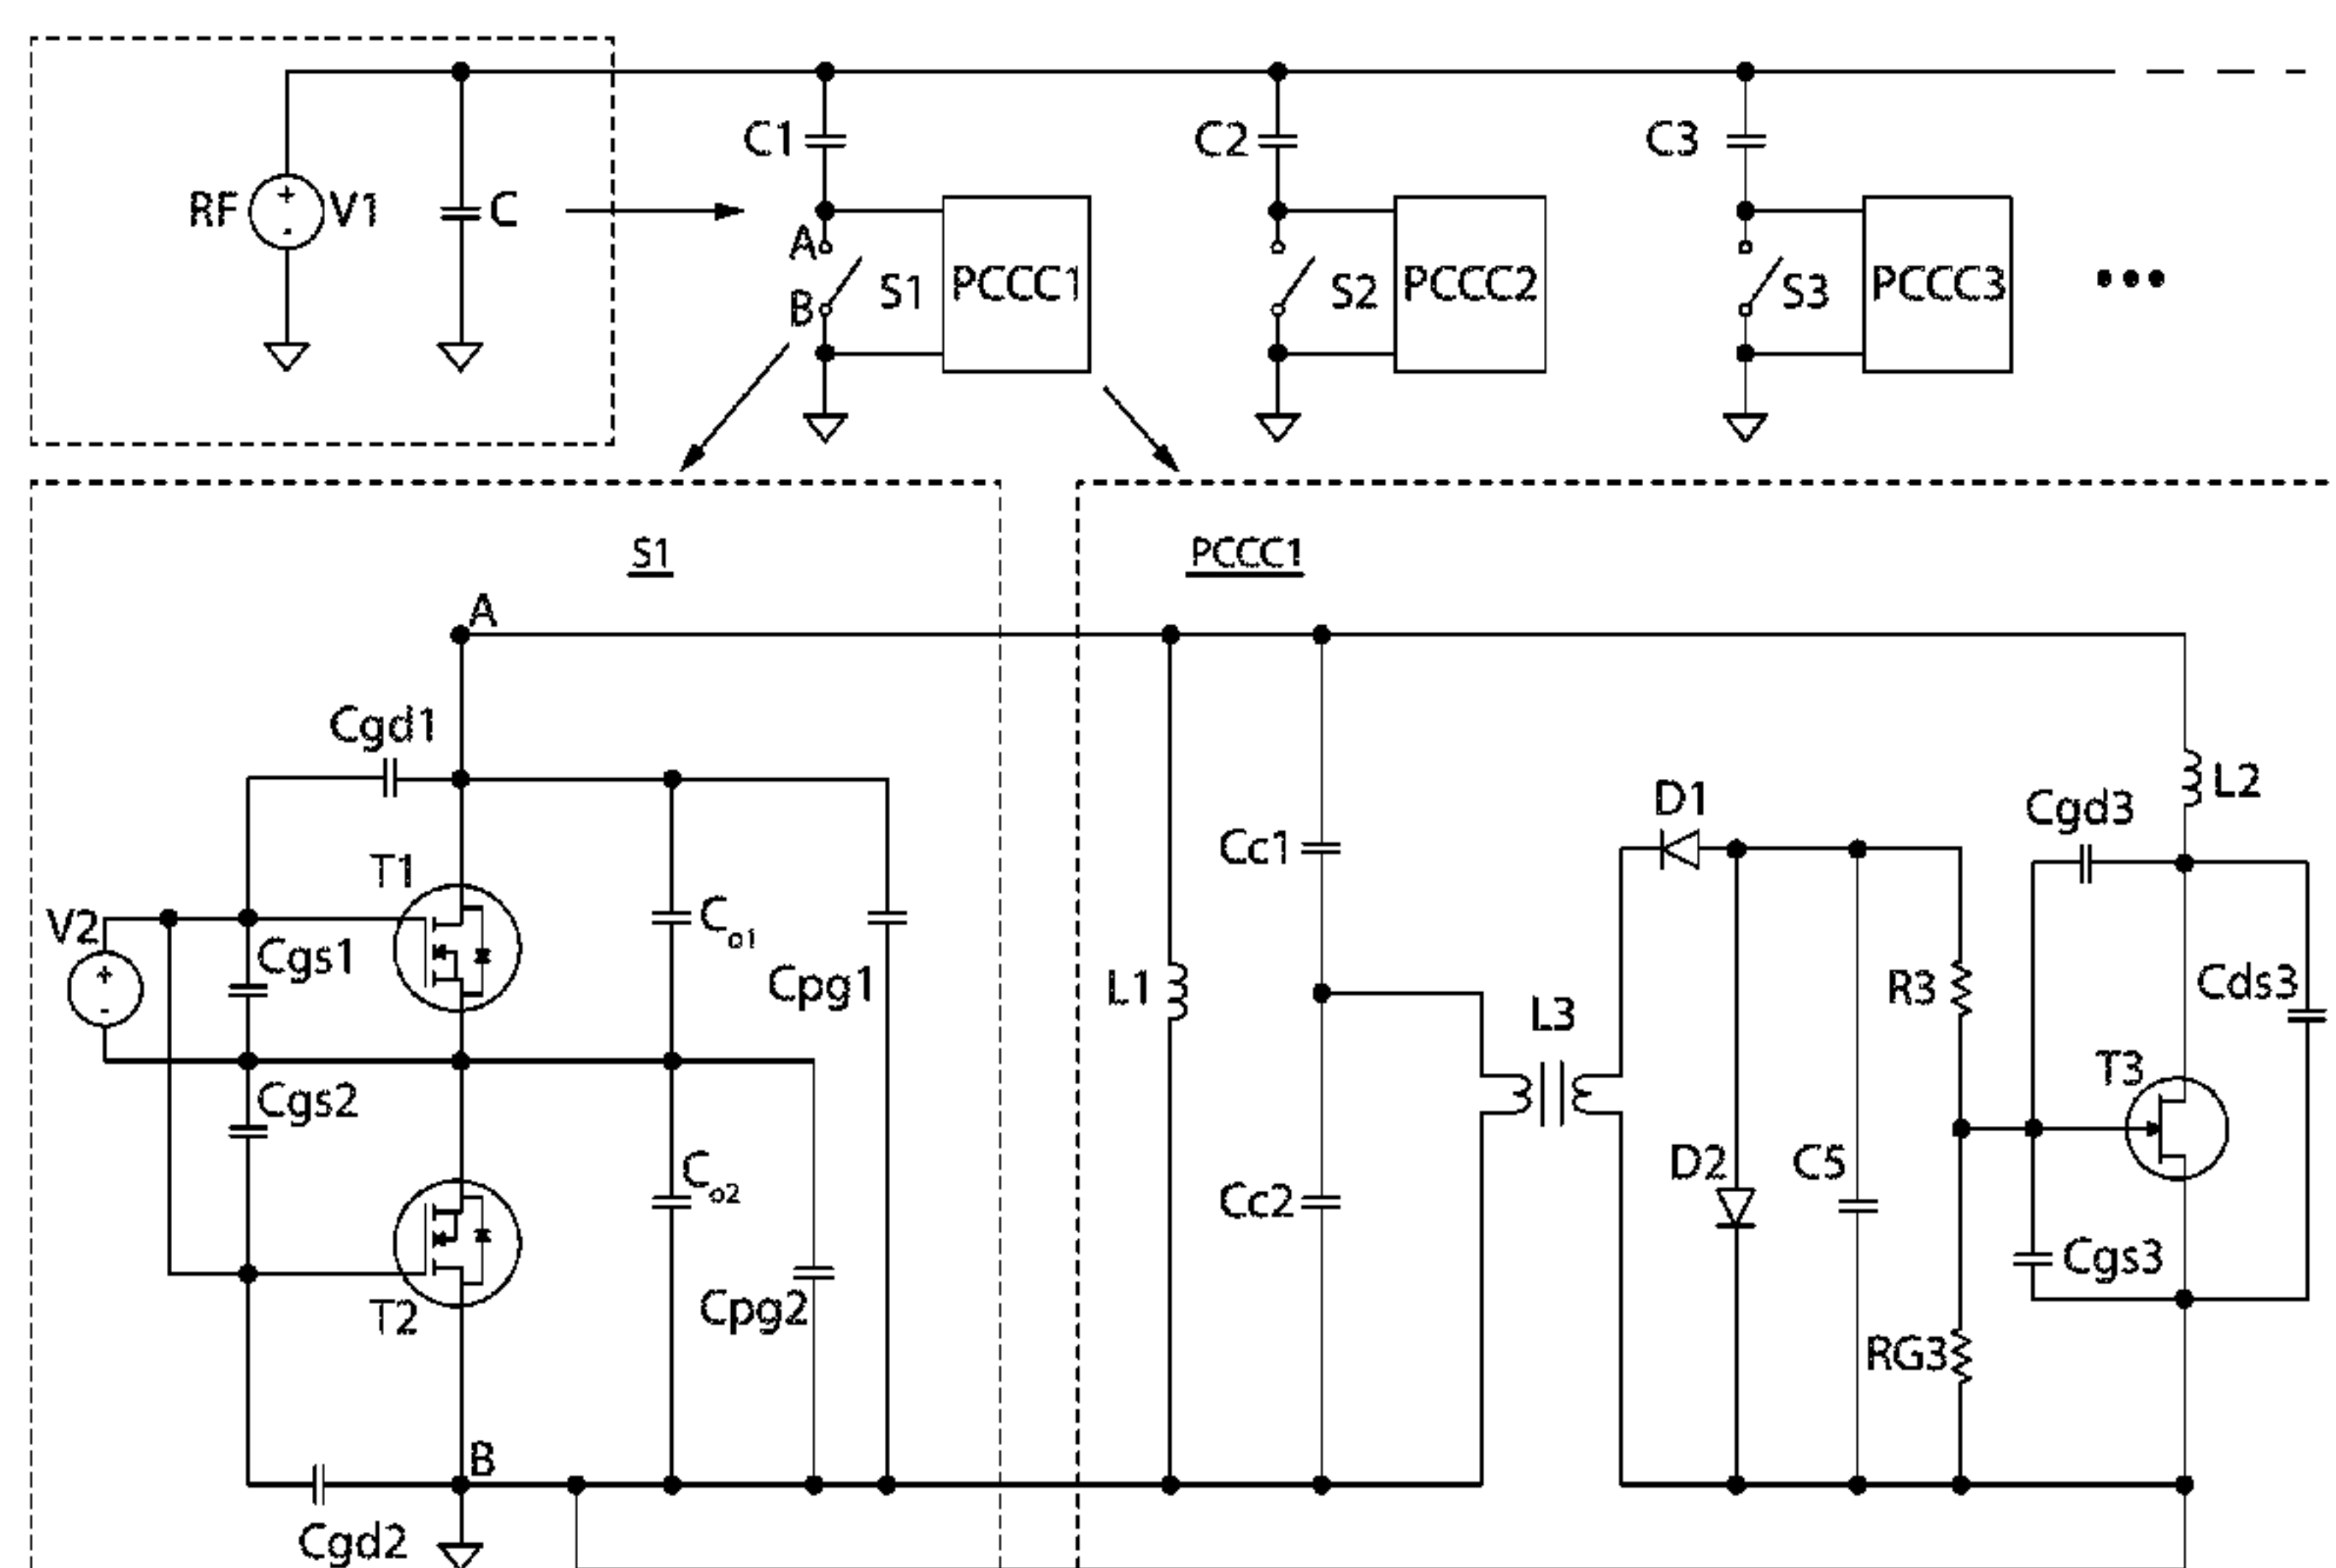 C1
C2
C3
RF
+
-
V1
C
A
B
S1
PCCC1
S2
PCCC2
S3
PCCC3
•••
S1
PCCC1
A
Cgd1
T1
V2
+
-
Cgs1
Co1
Cpg1
Cgs2
Co2
T2
Cpg2
B
Cgd2
L1
Cc1
Cc2
L3
D1
D2
C5
R3
RG3
L2
Cgd3
Cds3
T3
Cgs3